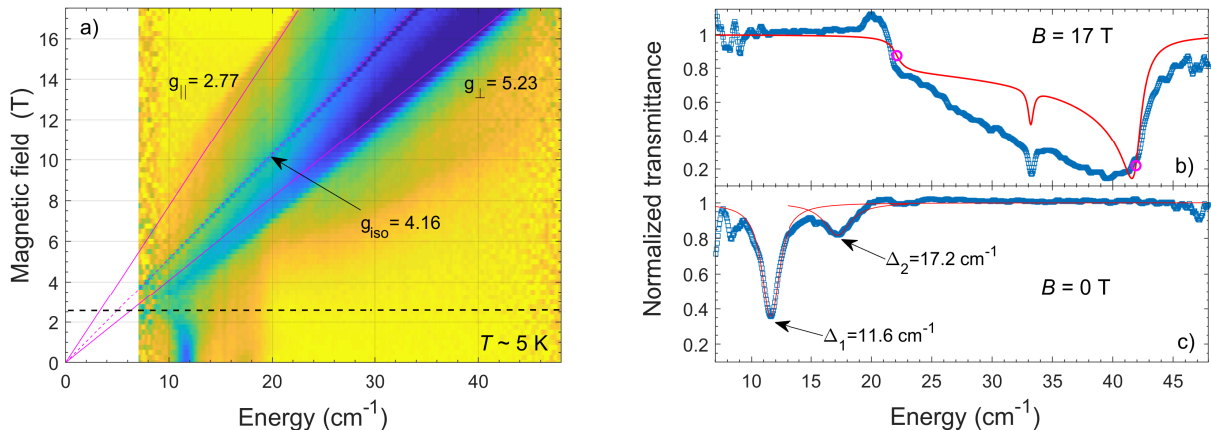 a)
g||= 2.77
g⊥= 5.23
giso= 4.16
T ~ 5 K
Magnetic field (T)
16
14
12
10
8
6
4
2
0
0 10 20 30 40
Energy (cm-1)
B = 17 T
b)
1
0.8
0.6
0.4
0.2
Normalized transmittance
Δ2=17.2 cm-1
B = 0 T
Δ1=11.6 cm-1
c)
1
0.8
0.6
0.4
0.2
10 15 20 25 30 35 40 45
Energy (cm-1)